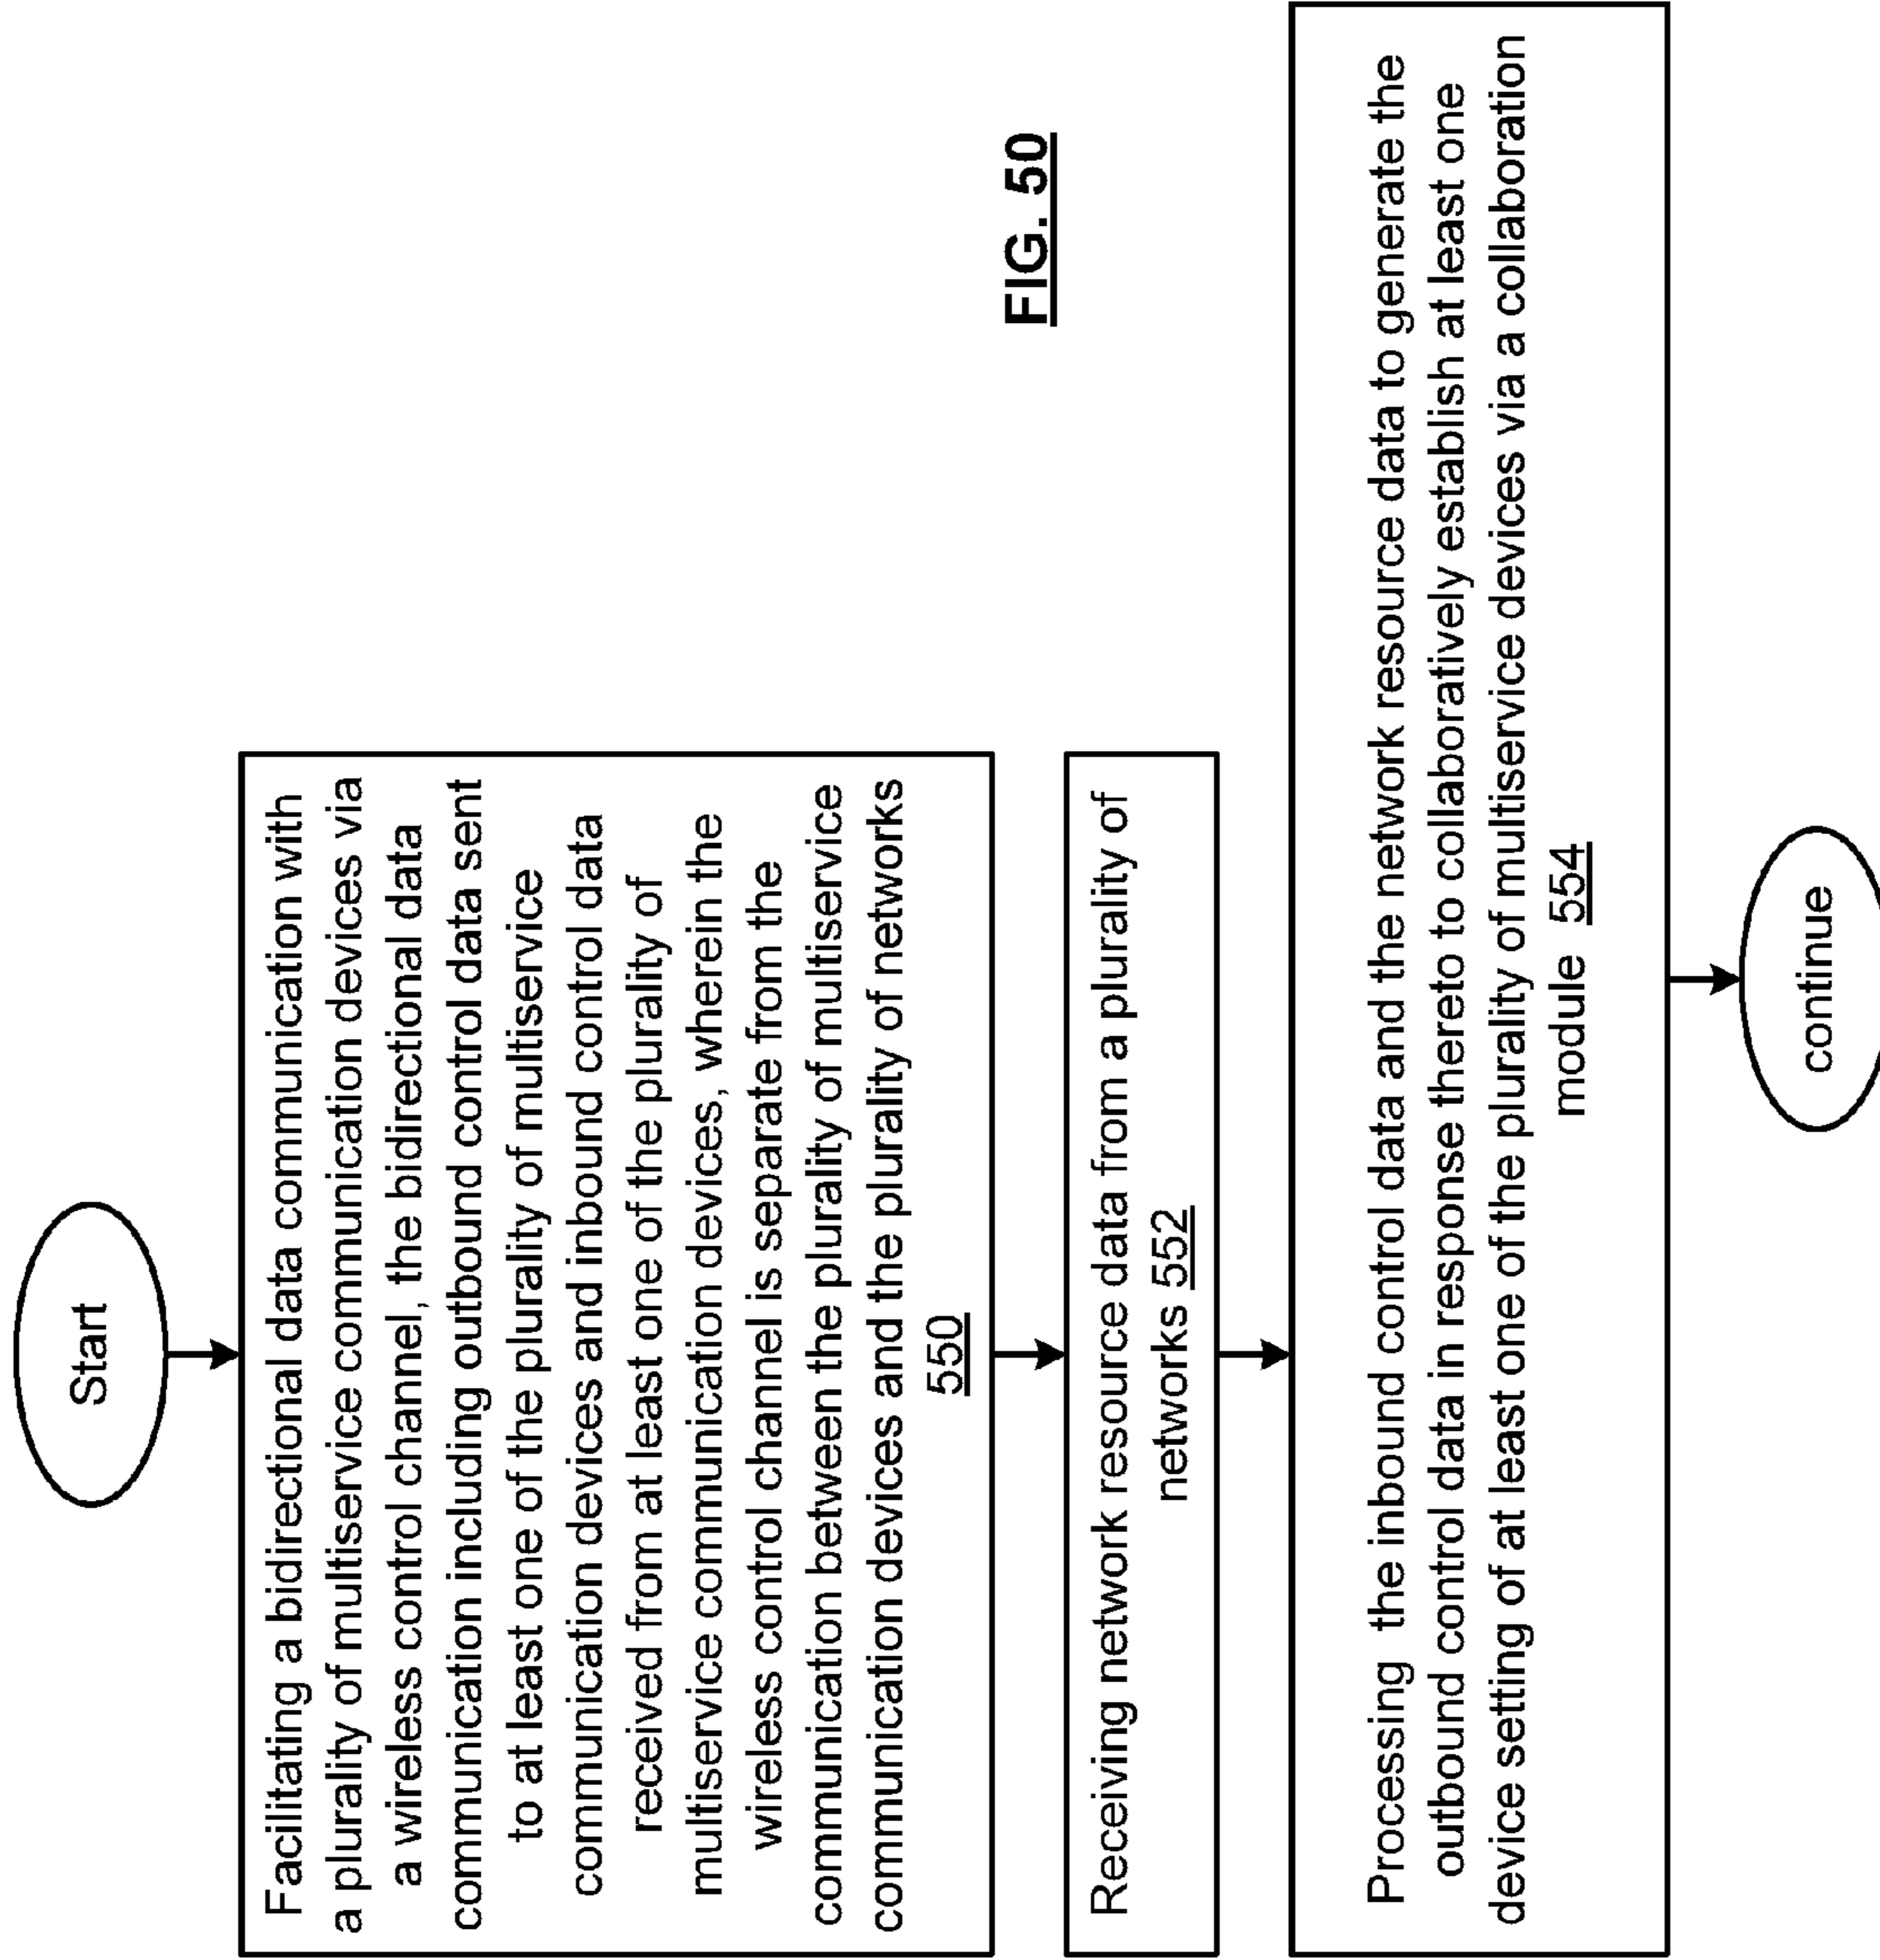 Start
Facilitating a bidirectional data communication with
a plurality of multiservice communication devices via
a wireless control channel, the bidirectional data
communication including outbound control data sent
to at least one of the plurality of multiservice
communication devices and inbound control data
received from at least one of the plurality of
multiservice communication devices, wherein the
wireless control channel is separate from the
communication between the plurality of multiservice
communication devices and the plurality of networks
550
Receiving network resource data from a plurality of
networks 552
Processing the inbound control data and the network resource data to generate the
outbound control data in response thereto to collaboratively establish at least one
device setting of at least one of the plurality of multiservice devices via a collaboration
module 554
continue
FIG. 50